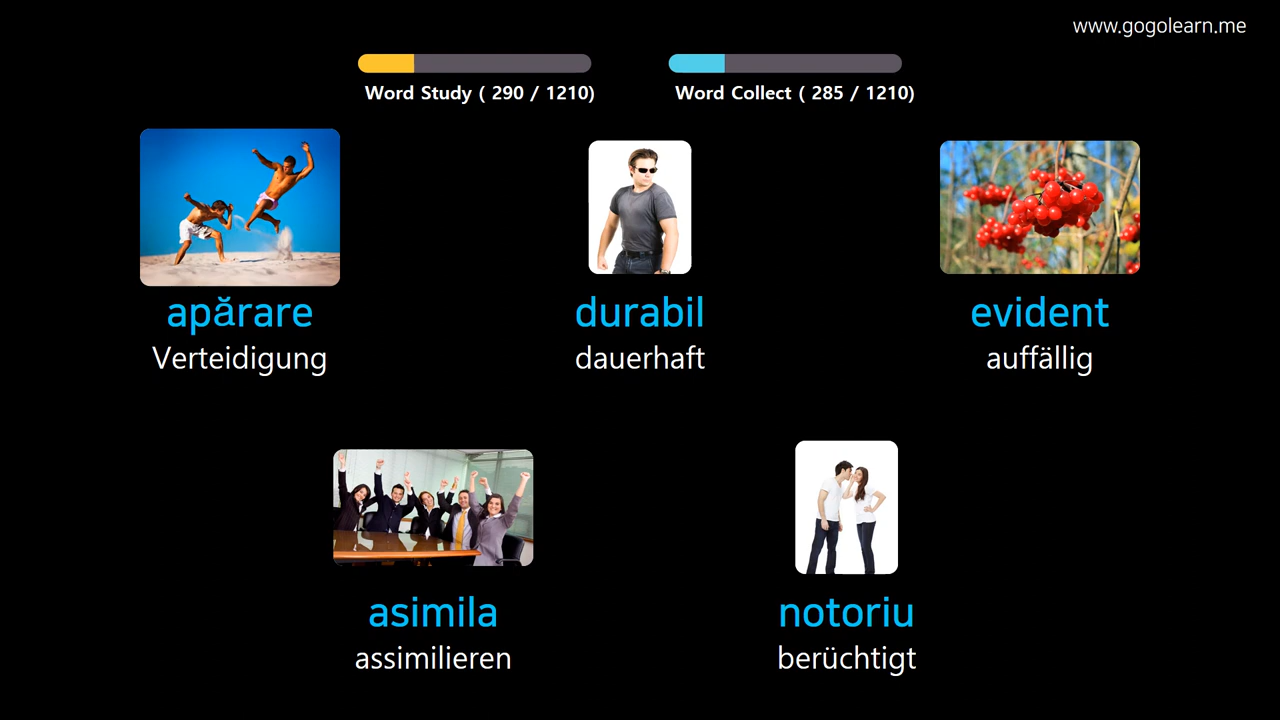 www.gogolearn.me
Word Study ( 290 / 1210)
Word Collect ( 285 / 1210)
apărare
Verteidigung
durabil
dauerhaft
evident
auffällig
asimila
assimilieren
notoriu
berüchtigt